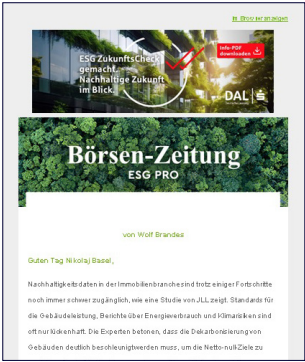 Im Browser anzeigen
ESG ZukunftsCheck
gemacht.
Nachhaltige Zukunft
im Blick.
Info-PDF
downloaden
DAL
Börsen-Zeitung
ESG PRO
von Wolf Brandes
Guten Tag Nikolaj Basel,
Nachhaltigkeitsdaten in der Immobilienbranche sind trotz einiger Fortschritte
noch immer schwer zugänglich, wie eine Studie von JLL zeigt. Standards für
die Gebäudeleistung, Berichte über Energieverbrauch und Klimarisiken sind
oft nur lückenhaft. Die Experten betonen, dass die Dekarbonisierung von
Gebäuden deutlich beschleunigt werden muss, um die Netto-null-Ziele zu